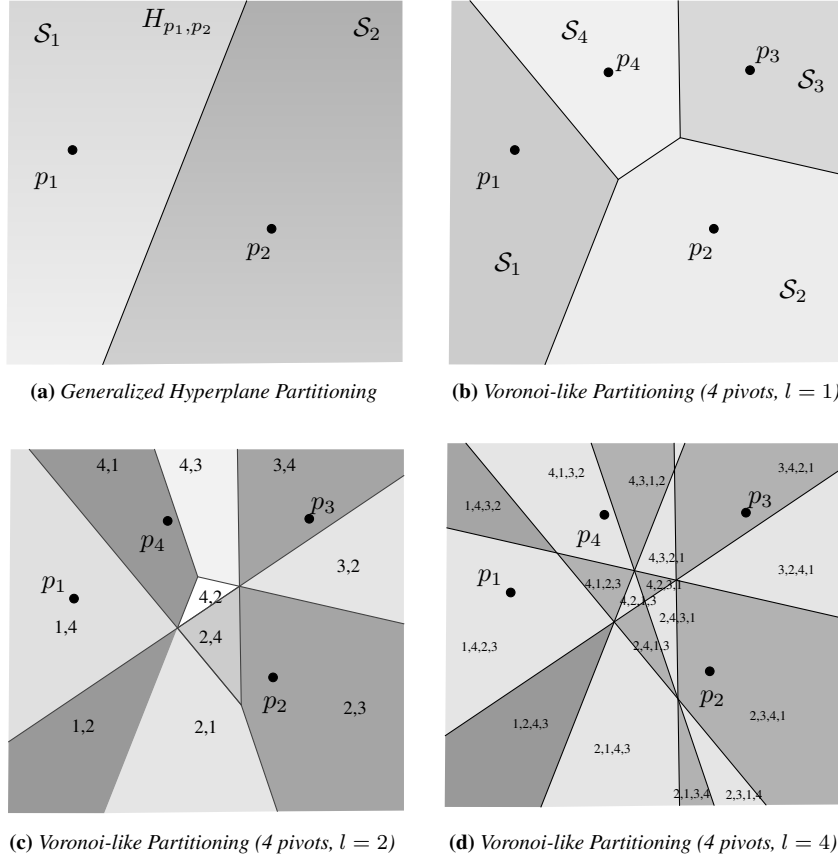 S₁ H_{p₁,p₂} S₂
p₁
p₂
(a) Generalized Hyperplane Partitioning
S₄
p₄ p₃
S₃
p₁
p₂
S₁
S₂
(b) Voronoi-like Partitioning (4 pivots, l = 1)
4,1 4,3 3,4
p₄ p₃
3,2
p₁
4,2
1,4
2,4
p₂
1,2 2,1 2,3
(c) Voronoi-like Partitioning (4 pivots, l = 2)
4,1,3,2 4,3,1,2 3,4,2,1
1,4,3,2
p₄ p₃
4,3,2,1
3,2,4,1
p₁
4,1,2,3 4,2,3,1
4,2,1,3
2,4,3,1
1,4,2,3 2,4,1,3
p₂
1,2,4,3 2,3,4,1
2,1,4,3
2,1,3,4 2,3,1,4
(d) Voronoi-like Partitioning (4 pivots, l = 4)